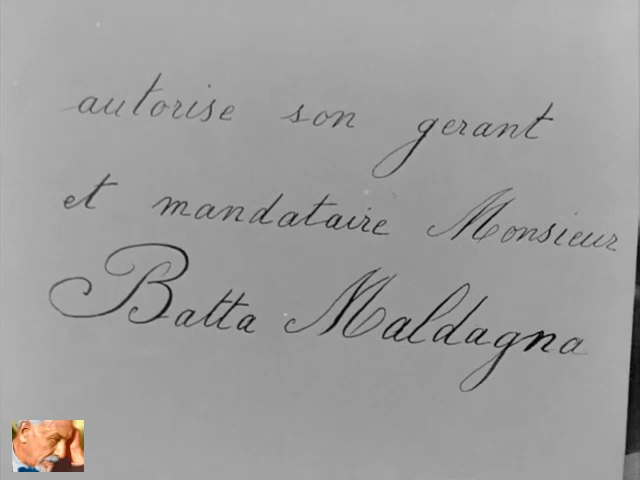 autorise son gerant
et mandataire Monsieur
Batta Maldagna